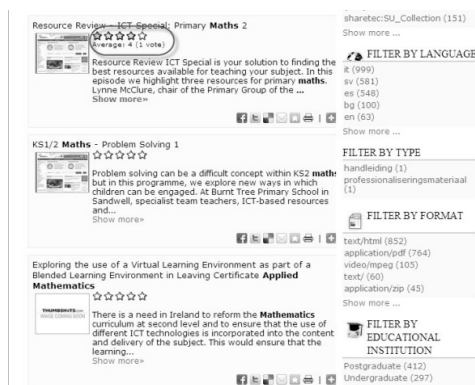 Resource Review - ICT Special: Primary Maths 2
Average: 4 (1 vote)
Resource Review ICT Special is your solution to finding the
best resources available for teaching your subject. In this
episode we highlight three resources for primary maths.
Lynne McClure, chair of the Primary Group of the ...
Show more»
KS1/2 Maths - Problem Solving 1
Problem solving can be a difficult concept within KS2 maths
but in this programme, we explore new ways in which
children can be engaged. At Burnt Tree Primary School in
Sandwell, specialist team teachers, ICT-based resources
and...
Show more»
Exploring the use of a Virtual Learning Environment as part of a
Blended Learning Environment in Leaving Certificate Applied
Mathematics
THUMBSHOTS.com
IMAGE COMING SOON
There is a need in Ireland to reform the Mathematics
curriculum at second level and to ensure that the use of
different ICT technologies is incorporated into the content
and delivery of the subject. This would ensure that the
learning...
Show more»
sharetec:SU_Collection (151)
Show more ...
FILTER BY LANGUAGE
it (999)
sv (581)
es (548)
bg (100)
en (63)
Show more ...
FILTER BY TYPE
handleiding (1)
professionaliseringsmateriaal
(1)
FILTER BY FORMAT
text/html (852)
application/pdf (764)
video/mpeg (105)
text/ (60)
application/zip (45)
Show more ...
FILTER BY
EDUCATIONAL
INSTITUTION
Postgraduate (412)
Undergraduate (297)